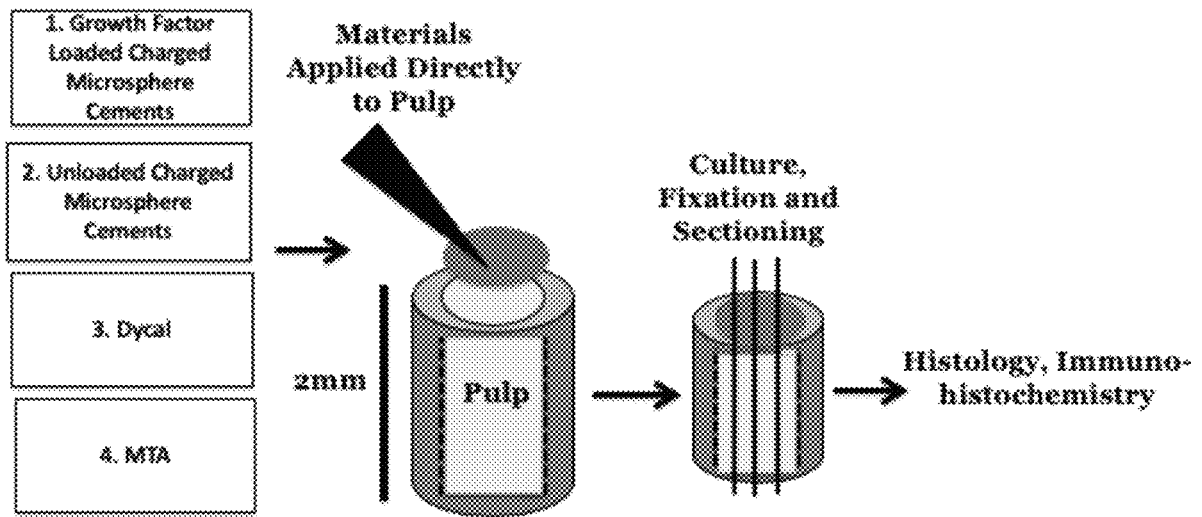 1. Growth Factor
Loaded Charged
Microsphere
Cements
2. Unloaded Charged
Microsphere
Cements
3. Dycal
4. MTA
Materials
Applied Directly
to Pulp
2mm
Pulp
Culture,
Fixation and
Sectioning
Histology, Immuno-
histochemistry